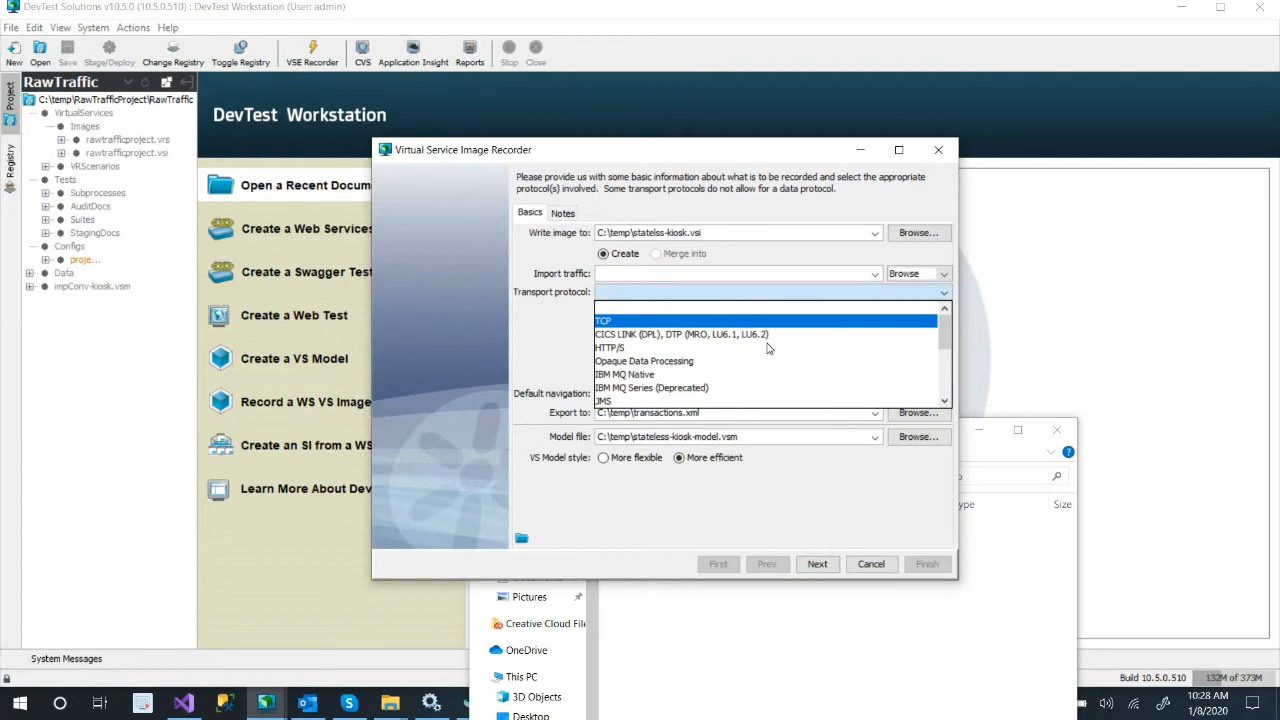 DevTest Solutions v10.5.0 (10.5.0.510) : DevTest Workstation (User: admin)
File Edit View System Actions Help
New Open Save Stage/Deploy Change Registry Toggle Registry VSE Recorder CVS Application Insight Reports Stop Close
Project
Registry
RawTraffic
C:\temp\RawTrafficProject\RawTraffic
VirtualServices
Images
rawtrafficproject.vrs
rawtrafficproject.vsi
VRScenarios
Tests
Subprocesses
AuditDocs
Suites
StagingDocs
Configs
proje...
Data
impConv-kiosk.vsm
DevTest Workstation
Open a Recent Docum
Create a Web Services
Create a Swagger Test
Create a Web Test
Create a VS Model
Record a WS VS Image
Create an SI from a WS
Learn More About Dev
Virtual Service Image Recorder
Please provide us with some basic information about what is to be recorded and select the appropriate
protocol(s) involved. Some transport protocols do not allow for a data protocol.
Basics Notes
Write image to: C:\temp\statelss-kiosk.vsi Browse...
Create Merge into
Import traffic: Browse
Transport protocol:
TCP
CICS LINK (DPL), DTP (MRO, LU6.1, LU6.2)
HTTP/S
Opaque Data Processing
IBM MQ Native
IBM MQ Series (Deprecated)
JMS
Default navigation:
Export to: C:\temp\transactions.xml Browse...
Model file: C:\temp\stateless-kiosk-model.vsm Browse...
VS Model style: More flexible More efficient
First Prev Next Cancel Finish
ype Size
Pictures
Creative Cloud File
OneDrive
This PC
3D Objects
Desktop
System Messages
Build 10.5.0.510 132M of 373M
10:28 AM
1/8/2020